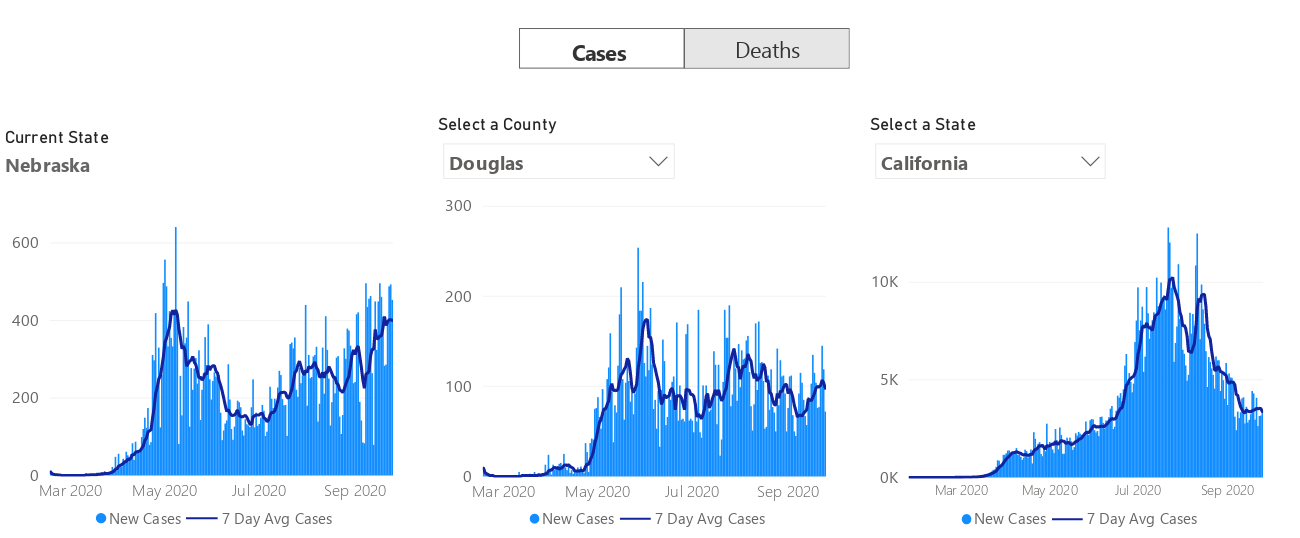 Cases Deaths
Current State
Nebraska
Select a County
Douglas
Select a State
California
600
400
200
0
Mar 2020 May 2020 Jul 2020 Sep 2020
New Cases 7 Day Avg Cases
300
200
100
0
Mar 2020 May 2020 Jul 2020 Sep 2020
New Cases 7 Day Avg Cases
10K
5K
0K
Mar 2020 May 2020 Jul 2020 Sep 2020
New Cases 7 Day Avg Cases